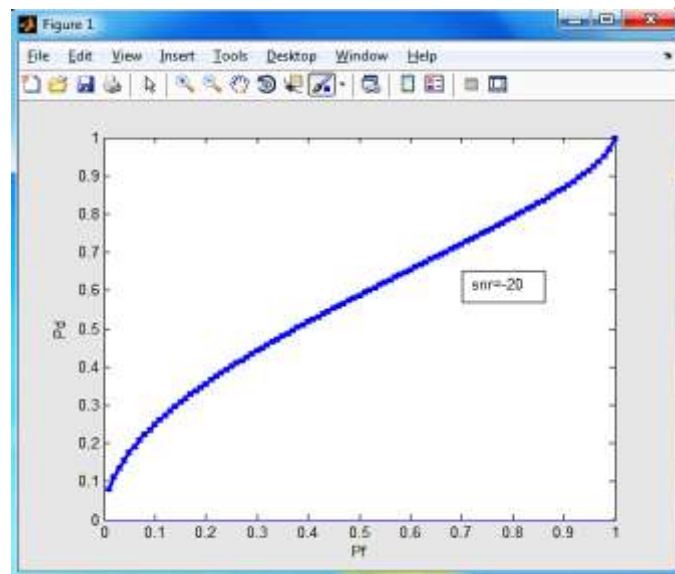 Figure 1
File Edit View Insert Tools Desktop Window Help
1
0.9
0.8
0.7
0.6
0.5
0.4
0.3
0.2
0.1
0
Pd
snr=-20
0 0.1 0.2 0.3 0.4 0.5 0.6 0.7 0.8 0.9 1
Pf